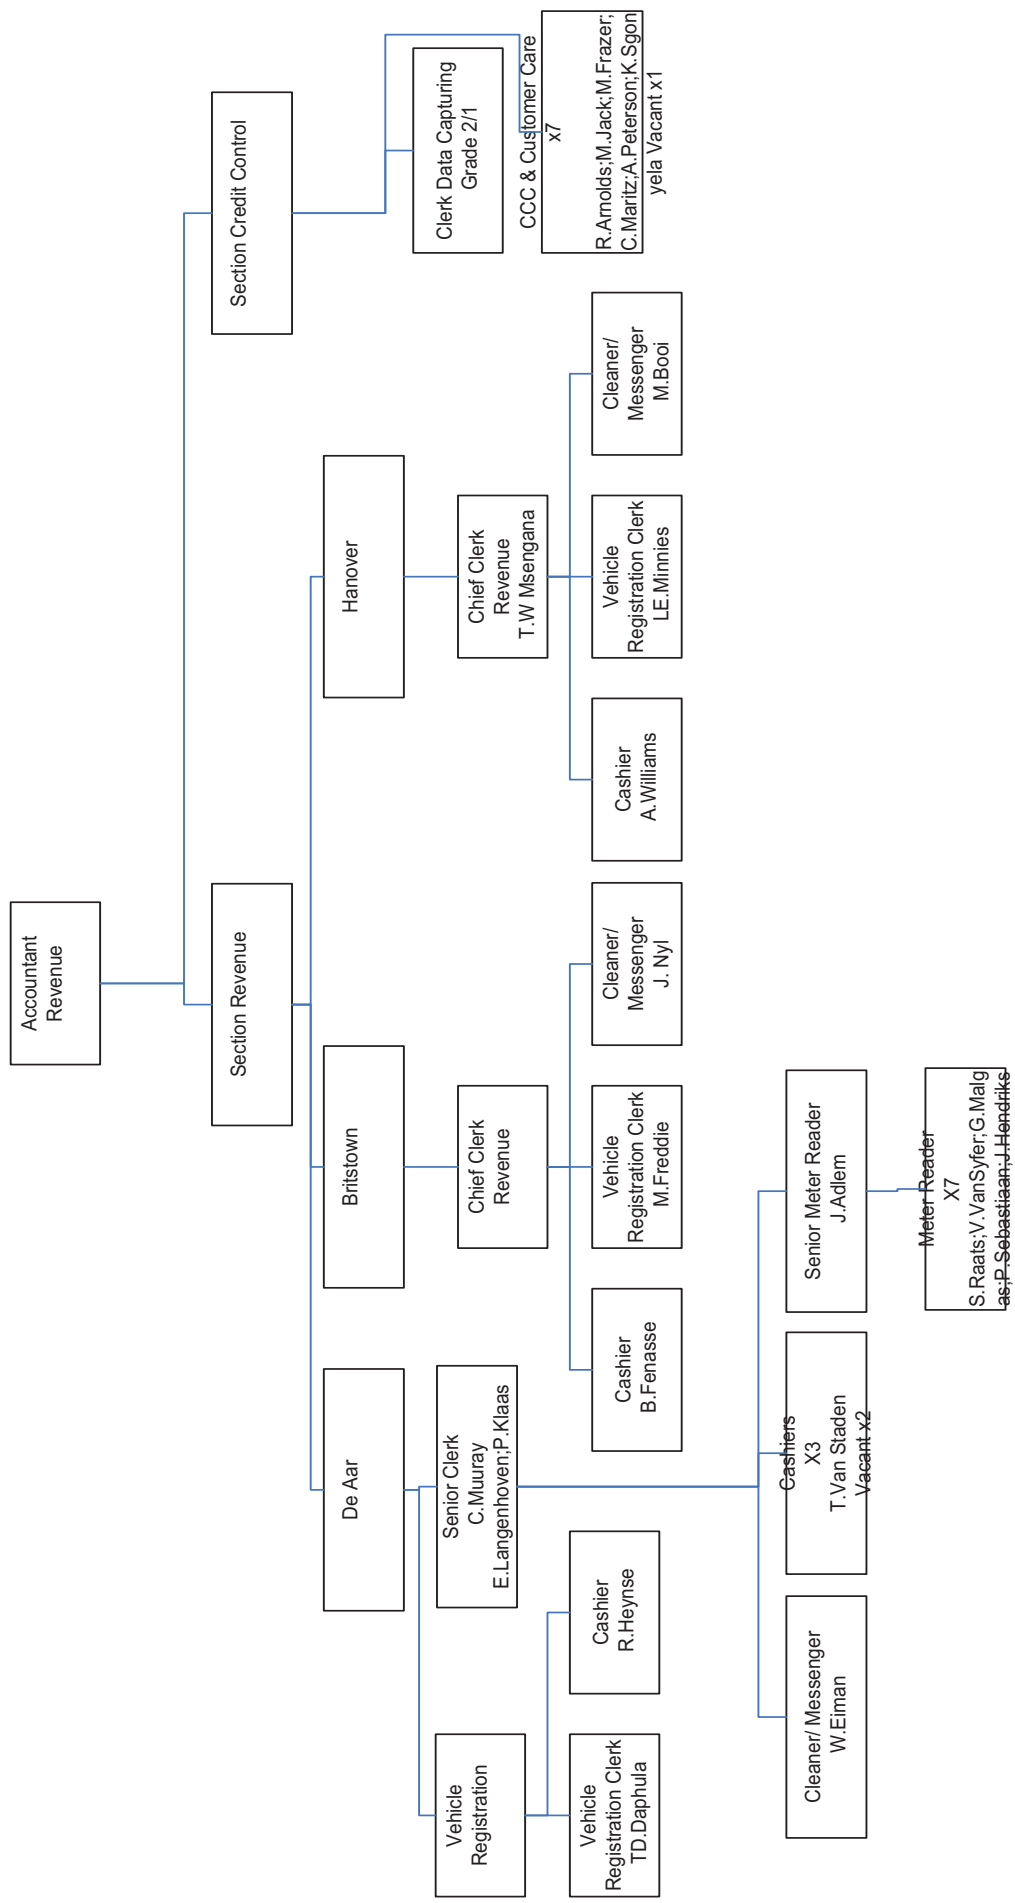 Accountant
Revenue
Section Revenue
Section Credit Control
De Aar
Britstown
Hanover
Clerk Data Capturing
Grade 2/1
CCC & Customer Care
x7
R.Arnolds;M.Jack;M.Frazer;
C.Maritz;A.Peterson;K.Sgon
yela Vacant x1
Vehicle
Registration
Senior Clerk
C.Muuray
E.Langenhoven;P.Klaas
Chief Clerk
Revenue
Chief Clerk
Revenue
T.W Msengana
Vehicle
Registration Clerk
TD.Daphula
Cashier
R.Heynse
Cashier
B.Fenasse
Vehicle
Registration Clerk
M.Freddie
Cleaner/
Messenger
J. Nyl
Cashier
A.Williams
Vehicle
Registration Clerk
LE.Minnies
Cleaner/
Messenger
M.Booi
Cleaner/ Messenger
W.Eiman
Cashiers
X3
T.Van Staden
Vacant x2
Senior Meter Reader
J.Adlem
Meter Reader
X7
S.Raats;V.VanSyfer;G.Malg
as;P.Sebastiaan;J.Hendriks